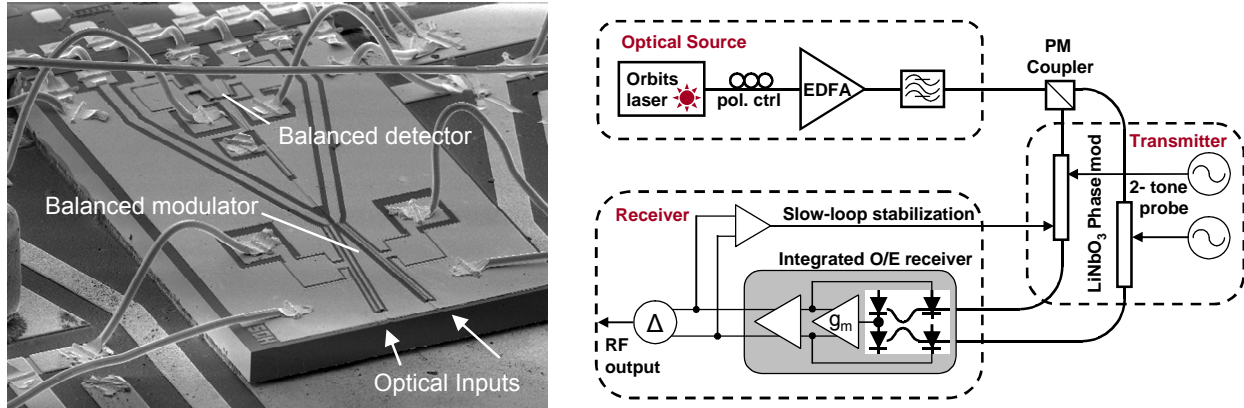 Balanced detector
Balanced modulator
Optical Inputs
Optical Source
Orbits
laser
pol. ctrl
EDFA
PM
Coupler
Transmitter
LiNbO3 Phase mod
2- tone
probe
Receiver
Slow-loop stabilization
Integrated O/E receiver
gm
Δ
RF
output